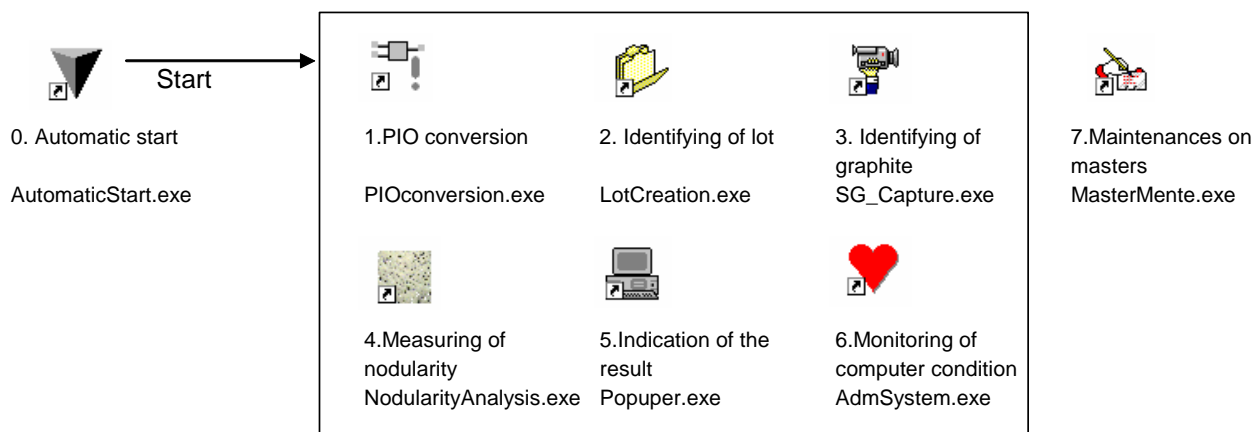 Start
0. Automatic start
AutomaticStart.exe
1.PIO conversion
PIOconversion.exe
2. Identifying of lot
LotCreation.exe
3. Identifying of
graphite
SG_Capture.exe
7.Maintenances on
masters
MasterMente.exe
4.Measuring of
nodularity
NodularityAnalysis.exe
5.Indication of the
result
Popuper.exe
6.Monitoring of
computer condition
AdmSystem.exe